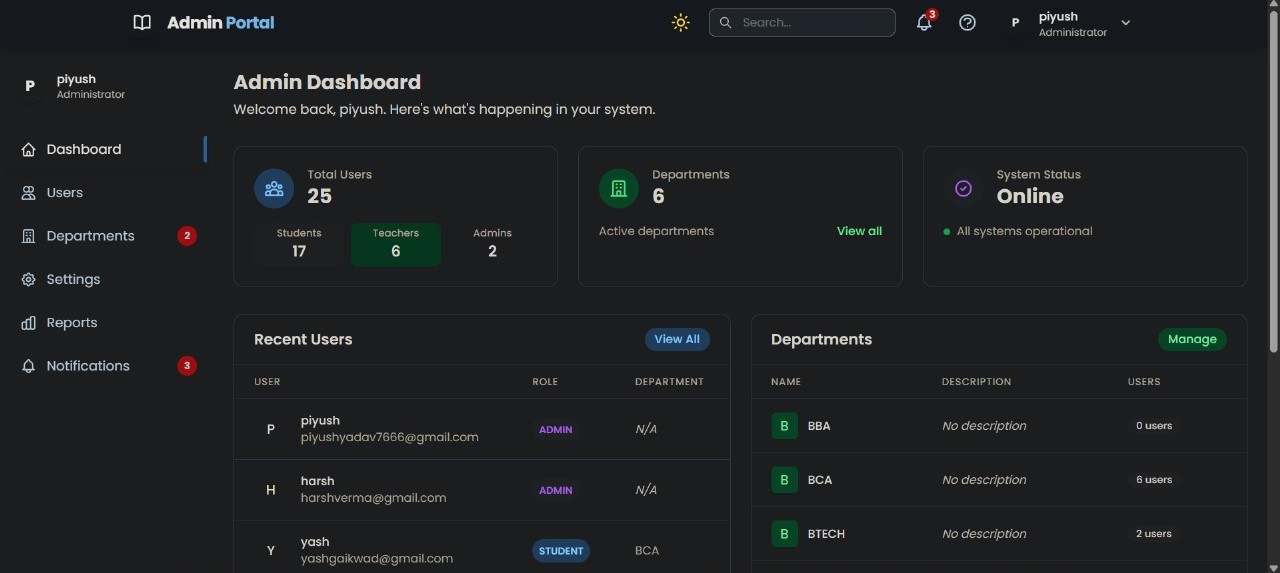 Admin Portal
Search...
3
P
piyush
Administrator
P
piyush
Administrator
Dashboard
Users
Departments
2
Settings
Reports
Notifications
3
Admin Dashboard
Welcome back, piyush. Here's what's happening in your system.
Total Users
25
Students
17
Teachers
6
Admins
2
Departments
6
Active departments
View all
System Status
Online
All systems operational
Recent Users
View All
USER ROLE DEPARTMENT
P
piyush
piyushyadav7666@gmail.com
ADMIN
N/A
H
harsh
harshverma@gmail.com
ADMIN
N/A
Y
yash
yashgaikwad@gmail.com
STUDENT
BCA
Departments
Manage
NAME DESCRIPTION USERS
B BBA No description 0 users
B BCA No description 6 users
B BTECH No description 2 users